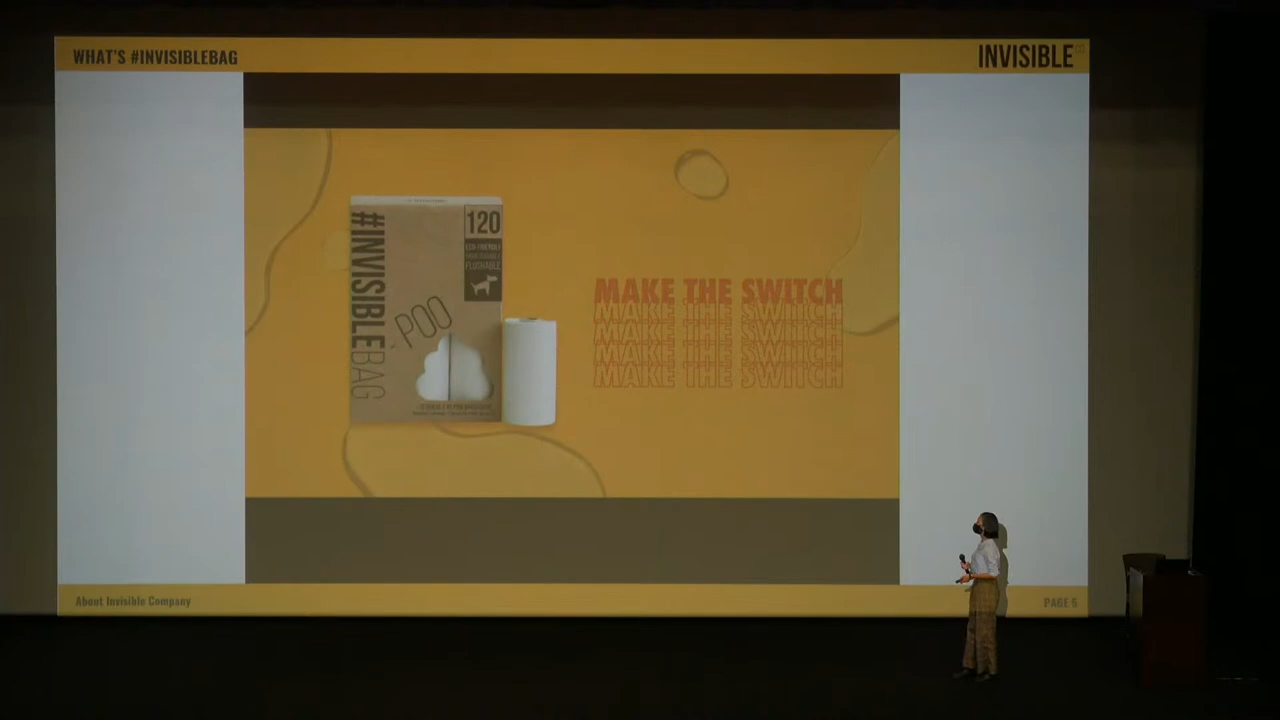 WHAT'S #INVISIBLEBAG
INVISIBLE
#INVISIBLEBAG
120
ECO-FRIENDLY
FLUSHABLE
POO
MAKE THE SWITCH
MAKE THE SWITCH
MAKE THE SWITCH
MAKE THE SWITCH
MAKE THE SWITCH
About Invisible Company
PAGE 6